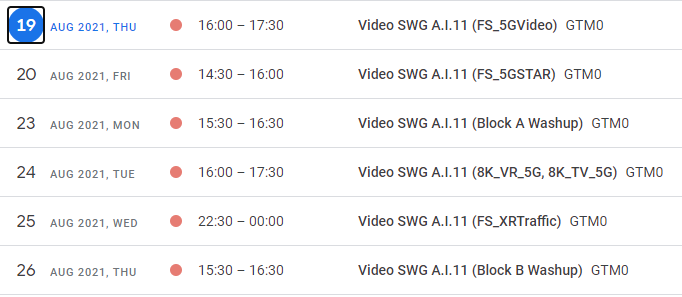 19 AUG 2021, THU 16:00 – 17:30 Video SWG A.I.11 (FS_5GVideo) GTM0
20 AUG 2021, FRI 14:30 – 16:00 Video SWG A.I.11 (FS_5GSTAR) GTM0
23 AUG 2021, MON 15:30 – 16:30 Video SWG A.I.11 (Block A Washup) GTM0
24 AUG 2021, TUE 16:00 – 17:30 Video SWG A.I.11 (8K_VR_5G, 8K_TV_5G) GTM0
25 AUG 2021, WED 22:30 – 00:00 Video SWG A.I.11 (FS_XRTraffic) GTM0
26 AUG 2021, THU 15:30 – 16:30 Video SWG A.I.11 (Block B Washup) GTM0